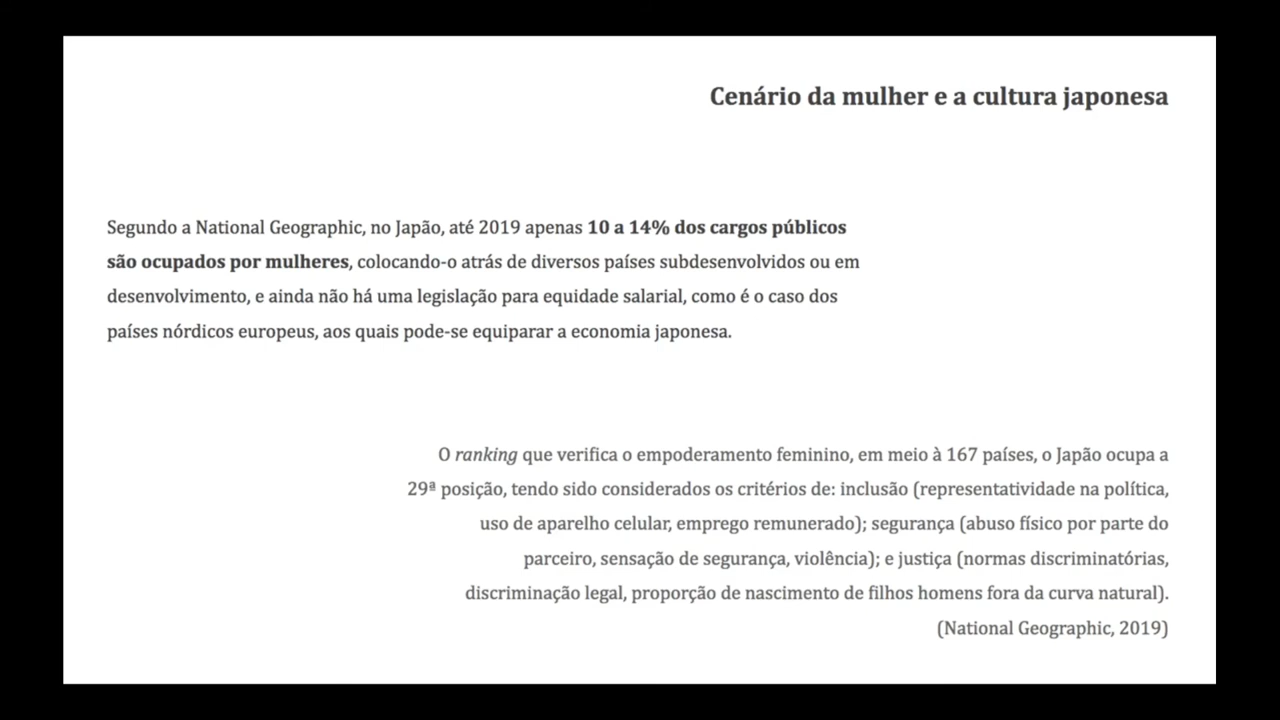 Cenário da mulher e a cultura japonesa
Segundo a National Geographic, no Japão, até 2019 apenas 10 a 14% dos cargos públicos
são ocupados por mulheres, colocando-o atrás de diversos países subdesenvolvidos ou em
desenvolvimento, e ainda não há uma legislação para equidade salarial, como é o caso dos
países nórdicos europeus, aos quais pode-se equiparar a economia japonesa.
O ranking que verifica o empoderamento feminino, em meio à 167 países, o Japão ocupa a
29ª posição, tendo sido considerados os critérios de: inclusão (representatividade na política,
uso de aparelho celular, emprego remunerado); segurança (abuso físico por parte do
parceiro, sensação de segurança, violência); e justiça (normas discriminatórias,
discriminação legal, proporção de nascimento de filhos homens fora da curva natural).
(National Geographic, 2019)